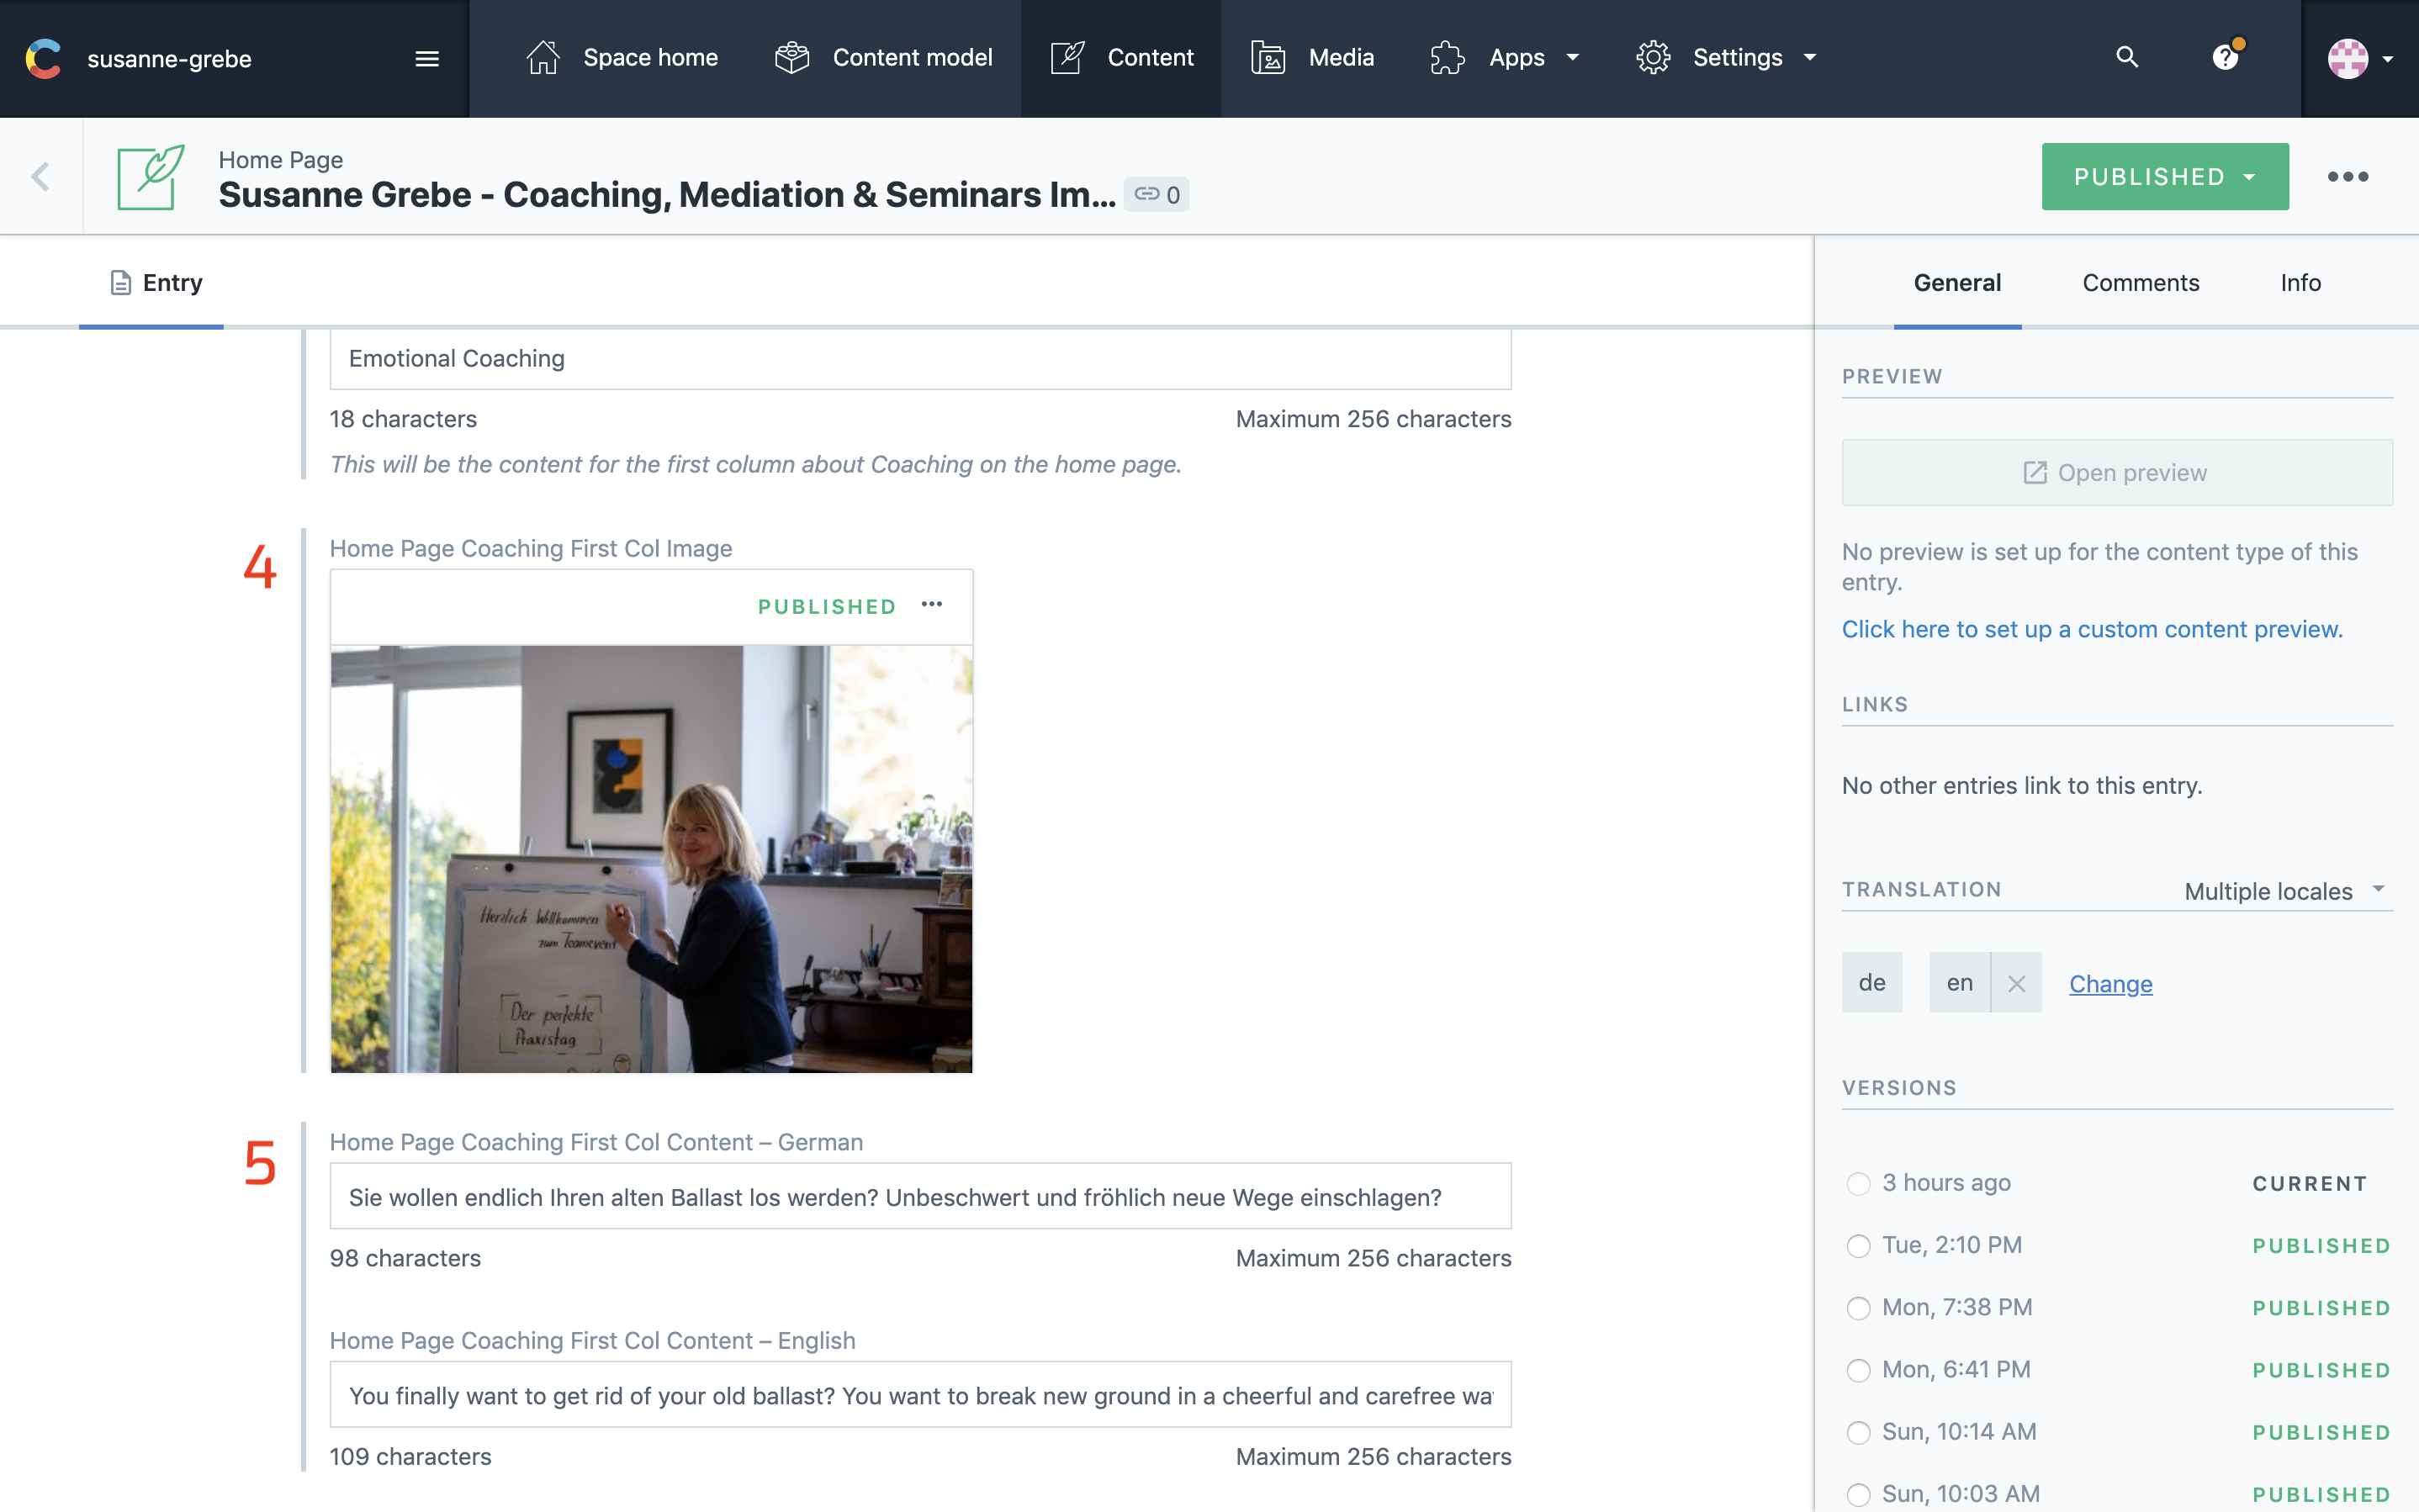 susanne-grebe
Space home
Content model
Content
Media
Apps
Settings
Home Page
Susanne Grebe - Coaching, Mediation & Seminars Im...
0
PUBLISHED
Entry
General
Comments
Info
Emotional Coaching
18 characters
Maximum 256 characters
This will be the content for the first column about Coaching on the home page.
4
Home Page Coaching First Col Image
PUBLISHED
Herzlich Willkommen
zum Teamevent
Der perfekte
Praxistag
5
Home Page Coaching First Col Content – German
Sie wollen endlich Ihren alten Ballast los werden? Unbeschwert und fröhlich neue Wege einschlagen?
98 characters
Maximum 256 characters
Home Page Coaching First Col Content – English
You finally want to get rid of your old ballast? You want to break new ground in a cheerful and carefree wa
109 characters
Maximum 256 characters
PREVIEW
Open preview
No preview is set up for the content type of this
entry.
Click here to set up a custom content preview.
LINKS
No other entries link to this entry.
TRANSLATION
Multiple locales
de
en
Change
VERSIONS
3 hours ago CURRENT
Tue, 2:10 PM PUBLISHED
Mon, 7:38 PM PUBLISHED
Mon, 6:41 PM PUBLISHED
Sun, 10:14 AM PUBLISHED
Sun, 10:03 AM PUBLISHED